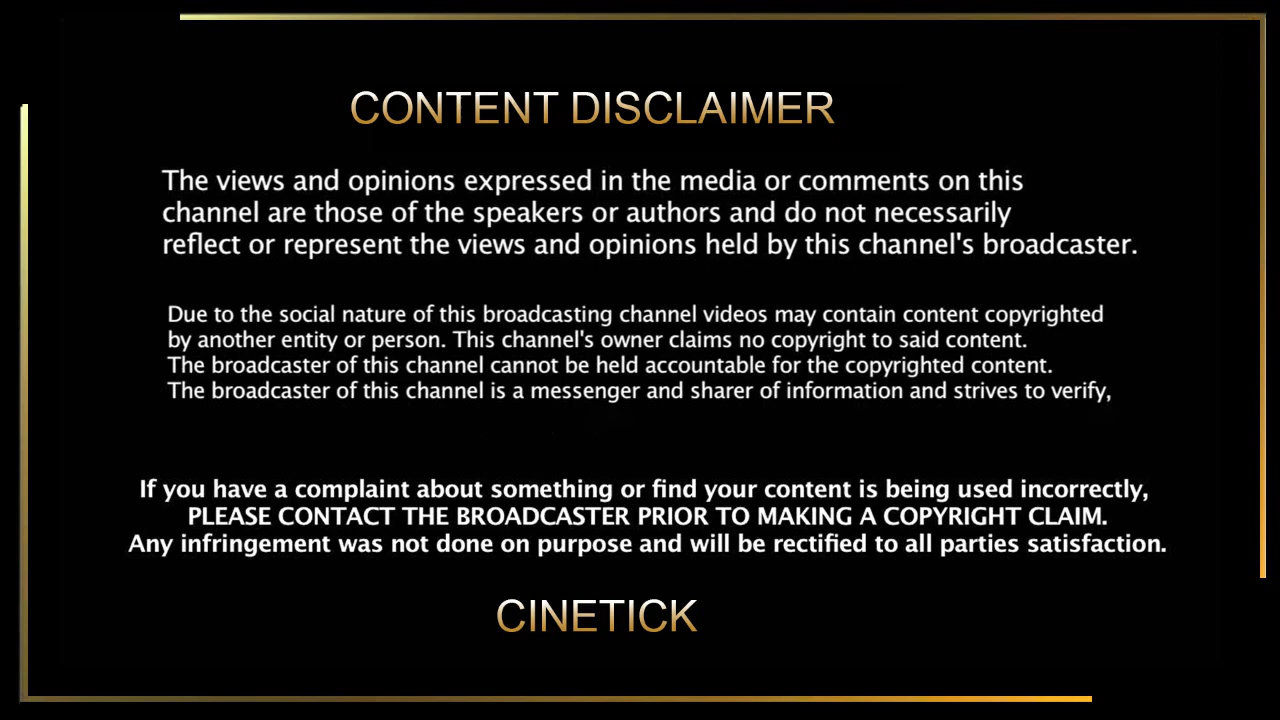 CONTENT DISCLAIMER
The views and opinions expressed in the media or comments on this
channel are those of the speakers or authors and do not necessarily
reflect or represent the views and opinions held by this channel's broadcaster.
Due to the social nature of this broadcasting channel videos may contain content copyrighted
by another entity or person. This channel's owner claims no copyright to said content.
The broadcaster of this channel cannot be held accountable for the copyrighted content.
The broadcaster of this channel is a messenger and sharer of information and strives to verify,
If you have a complaint about something or find your content is being used incorrectly,
PLEASE CONTACT THE BROADCASTER PRIOR TO MAKING A COPYRIGHT CLAIM.
Any infringement was not done on purpose and will be rectified to all parties satisfaction.
CINETICK